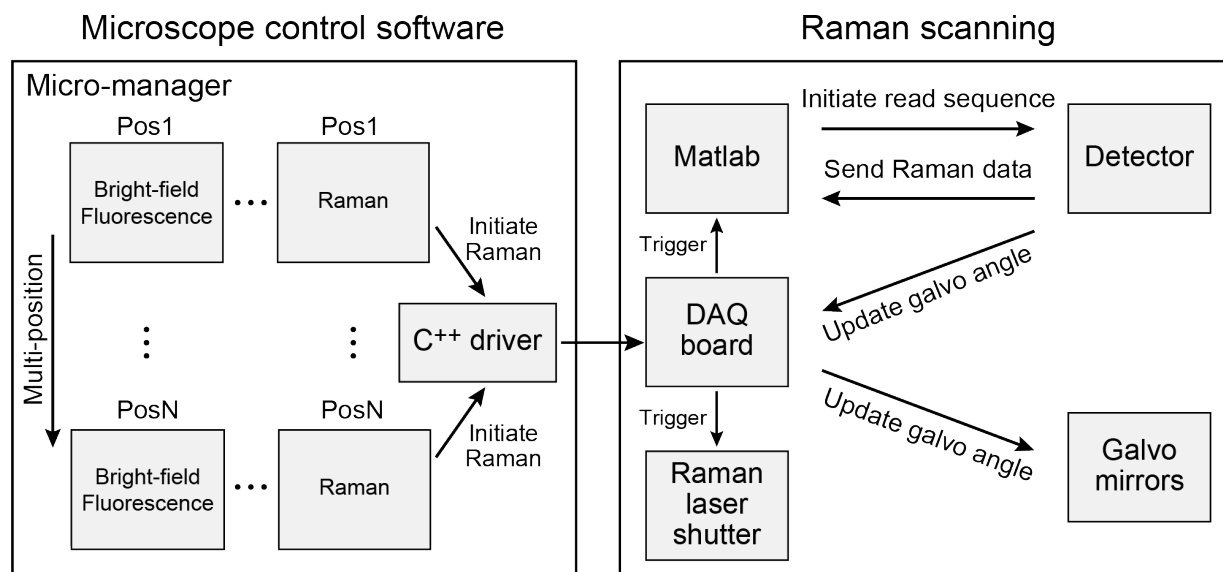 Microscope control software
Raman scanning
Micro-manager
Pos1
Pos1
Bright-field
Fluorescence
...
Raman
Initiate
Raman
Multi-position
C++ driver
PosN
PosN
Bright-field
Fluorescence
...
Raman
Initiate
Raman
Matlab
Initiate read sequence
Send Raman data
Detector
Trigger
Update galvo angle
DAQ
board
Trigger
Update galvo angle
Raman
laser
shutter
Galvo
mirrors